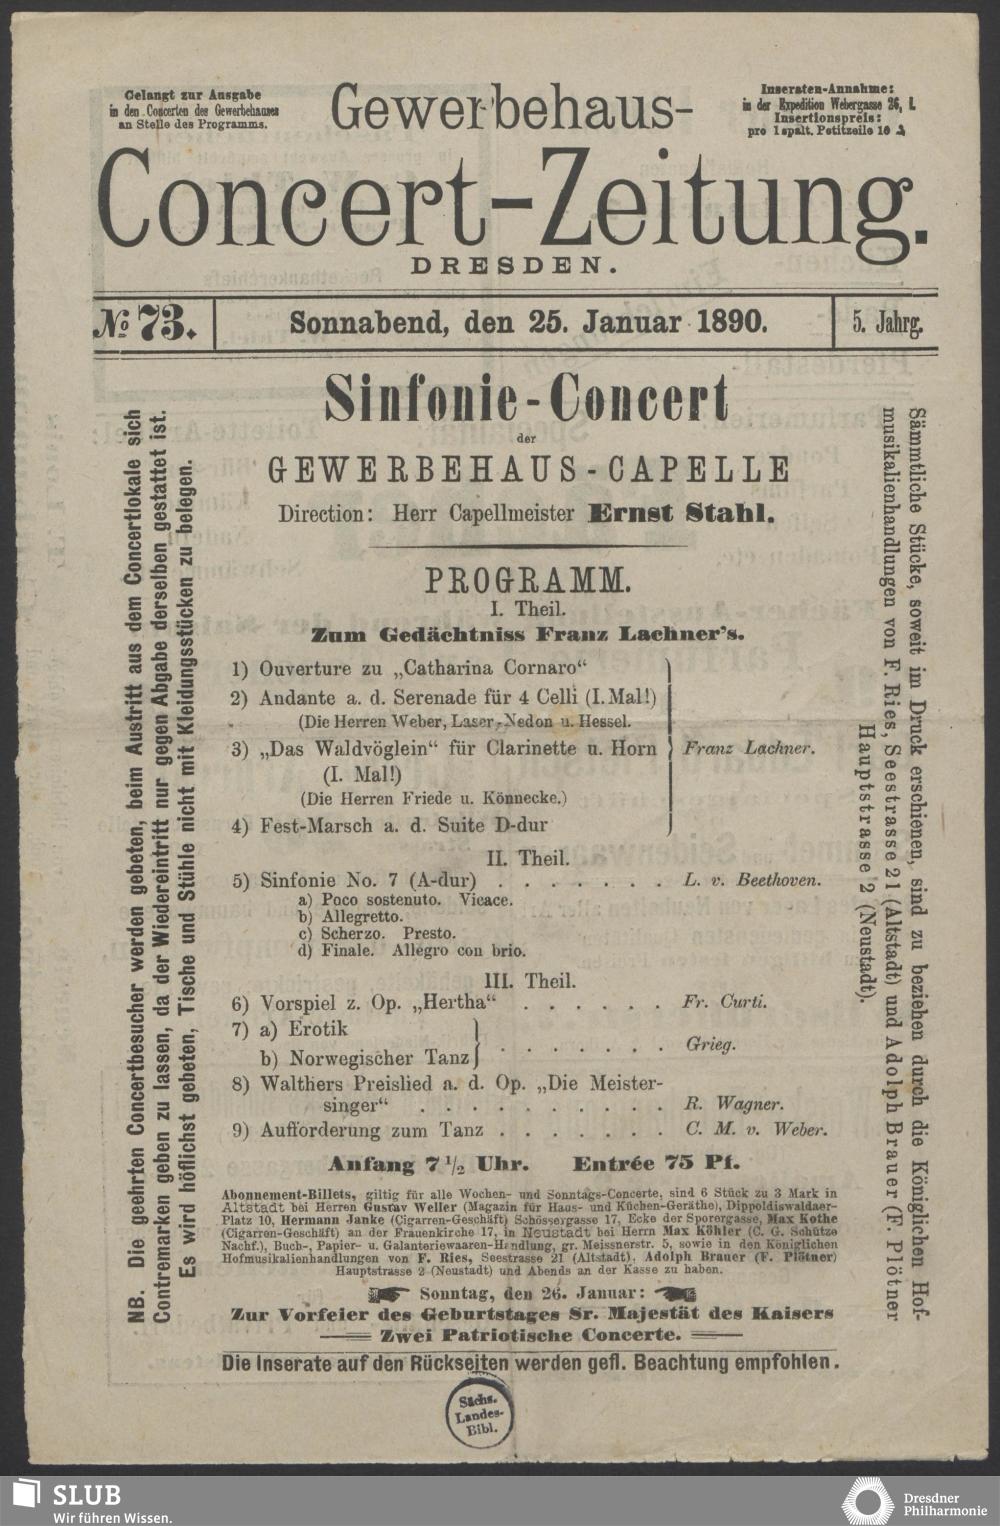 Gelangt zur Ausgabe
in den Concerten des Gewerbehauses
an Stelle des Programms.
Gewerbehaus-
Inseraten-Annahme:
in der Expedition Webergasse 26, I.
Insertionspreis:
pro 1spalt. Petitzeile 10 ₰
Concert-Zeitung.
DRESDEN.
No 73.
Sonnabend, den 25. Januar 1890.
5. Jahrg.
NB. Die geehrten Concertbesucher werden gebeten, beim Austritt aus dem Concertlokale sich
Contremarken geben zu lassen, da der Wiedereintritt nur gegen Abgabe derselben gestattet ist.
Es wird höflichst gebeten, Tische und Stühle nicht mit Kleidungsstücken zu belegen.
Sinfonie-Concert
der
GEWERBEHAUS-CAPELLE
Direction: Herr Capellmeister Ernst Stahl.
PROGRAMM.
I. Theil.
Zum Gedächtniss Franz Lachner's.
1) Ouverture zu „Catharina Cornaro“
2) Andante a. d. Serenade für 4 Celli (I. Mal!)
(Die Herren Weber, Laser, Nedon u. Hessel.
3) „Das Waldvöglein“ für Clarinette u. Horn } Franz Lachner.
(I. Mal!)
(Die Herren Friede u. Könnecke.)
4) Fest-Marsch a. d. Suite D-dur
II. Theil.
5) Sinfonie No. 7 (A-dur) . . . . . . . L. v. Beethoven.
a) Poco sostenuto. Vicace.
b) Allegretto.
c) Scherzo. Presto.
d) Finale. Allegro con brio.
III. Theil.
6) Vorspiel z. Op. „Hertha“ . . . . . . Fr. Curti.
7) a) Erotik
b) Norwegischer Tanz } . . . . . . . Grieg.
8) Walthers Preislied a. d. Op. „Die Meister-
singer“ . . . . . . . . . . R. Wagner.
9) Aufforderung zum Tanz . . . . . . . C. M. v. Weber.
Anfang 7 1/2 Uhr. Entrée 75 Pf.
Abonnement-Billets, giltig für alle Wochen- und Sonntags-Concerte, sind 6 Stück zu 3 Mark in
Altstadt bei Herren Gustav Weller (Magazin für Haus- und Küchen-Geräthe), Dippoldiswaldaer-
Platz 10, Hermann Janke (Cigarren-Geschäft) Schössergasse 17, Ecke der Sporergasse, Max Kothe
(Cigarren-Geschäft) an der Frauenkirche 17, in Neustadt bei Herrn Max Köhler (C. G. Schütze
Nachf.), Buch-, Papier- u. Galanteriewaaren-Handlung, gr. Meissnerstr. 5, sowie in den Königlichen
Hofmusikalienhandlungen von F. Ries, Seestrasse 21 (Altstadt), Adolph Brauer (F. Plötner)
Hauptstrasse 2 (Neustadt) und Abends an der Kasse zu haben.
Sonntag, den 26. Januar:
Zur Vorfeier des Geburtstages Sr. Majestät des Kaisers
Zwei Patriotische Concerte.
Die Inserate auf den Rückseiten werden gefl. Beachtung empfohlen.
Sämmtliche Stücke, soweit im Druck erschienen, sind zu beziehen durch die Königlichen Hof-
musikalienhandlungen von F. Ries, Seestrasse 21 (Altstadt) und Adolph Brauer (F. Plötner
Hauptstrasse 2 (Neustadt).
Sächs.
Landes-
Bibl.
SLUB
Wir führen Wissen.
Dresdner
Philharmonie